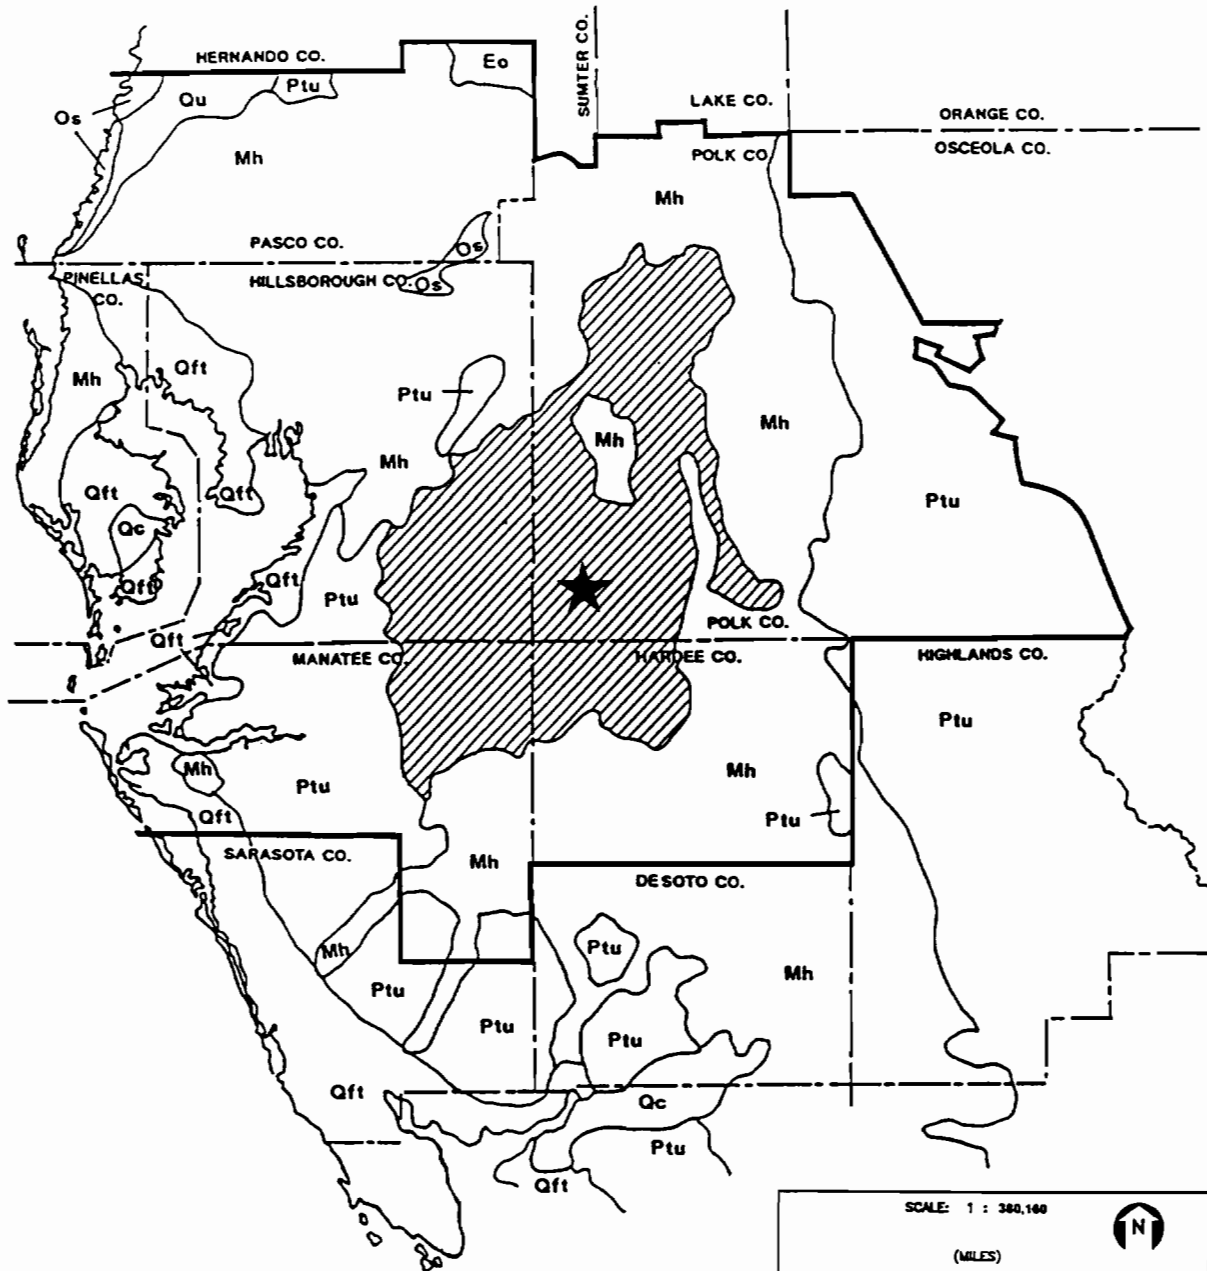 HERNANDO CO.
Eo
SUMTER CO.
LAKE CO.
ORANGE CO.
Ptu
Qu
Os
POLK CO.
OSCEOLA CO.
Mh
Mh
PASCO CO.
Os
PINELLAS
CO.
HILLSBOROUGH CO.
Os
Qft
Mh
Ptu
Mh
Mh
Mh
Qft
Qft
Ptu
Qc
Qft
Qft
Ptu
Qft
POLK CO.
MANATEE CO.
HARDEE CO.
HIGHLANDS CO.
Ptu
Mh
Ptu
Mh
Qft
Ptu
SARASOTA CO.
Mh
DESOTO CO.
Mh
Ptu
Mh
Ptu
Ptu
Ptu
Qft
Qc
Ptu
Qft
SCALE: 1 : 380,160
N
(MILES)